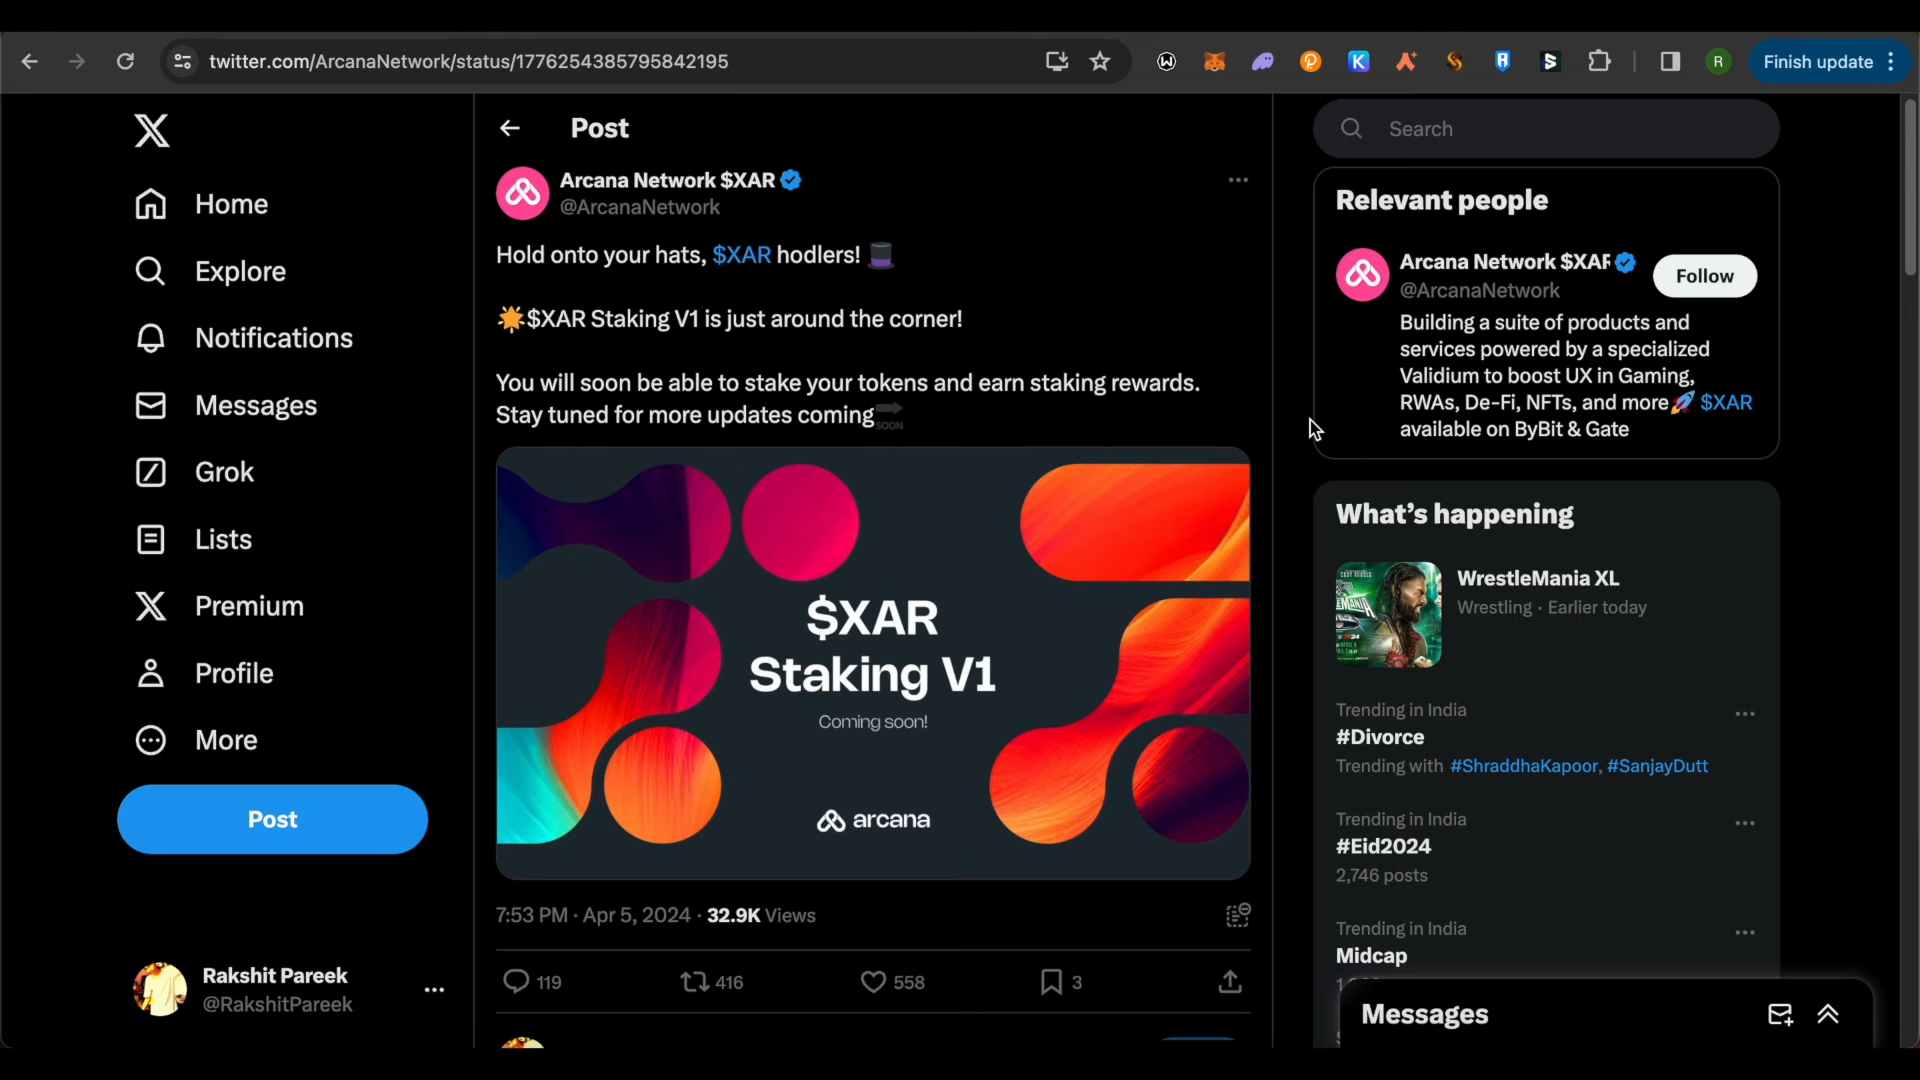 twitter.com/ArcanaNetwork/status/1776254385795842195
R
Finish update
Home
Explore
Notifications
Messages
Grok
Lists
Premium
Profile
More
Post
Rakshit Pareek
@RakshitPareek
Post
Arcana Network $XAR
@ArcanaNetwork
Hold onto your hats, $XAR hodlers!
$XAR Staking V1 is just around the corner!
You will soon be able to stake your tokens and earn staking rewards.
Stay tuned for more updates coming
SOON
$XAR
Staking V1
Coming soon!
arcana
7:53 PM · Apr 5, 2024 · 32.9K Views
119
416
558
3
Search
Relevant people
Arcana Network $XAR
@ArcanaNetwork
Follow
Building a suite of products and
services powered by a specialized
Validium to boost UX in Gaming,
RWAs, De-Fi, NFTs, and more $XAR
available on ByBit & Gate
What's happening
WrestleMania XL
Wrestling · Earlier today
Trending in India
#Divorce
Trending with #ShraddhaKapoor, #SanjayDutt
Trending in India
#Eid2024
2,746 posts
Trending in India
Midcap
Messages